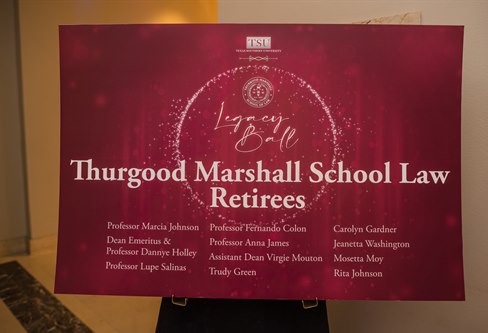 TSU
TEXAS SOUTHERN UNIVERSITY
Legacy
Ball
Thurgood Marshall School Law
Retirees
Professor Marcia Johnson
Dean Emeritus &
Professor Dannye Holley
Professor Lupe Salinas
Professor Fernando Colon
Professor Anna James
Assistant Dean Virgie Mouton
Trudy Green
Carolyn Gardner
Jeanetta Washington
Mosetta Moy
Rita Johnson